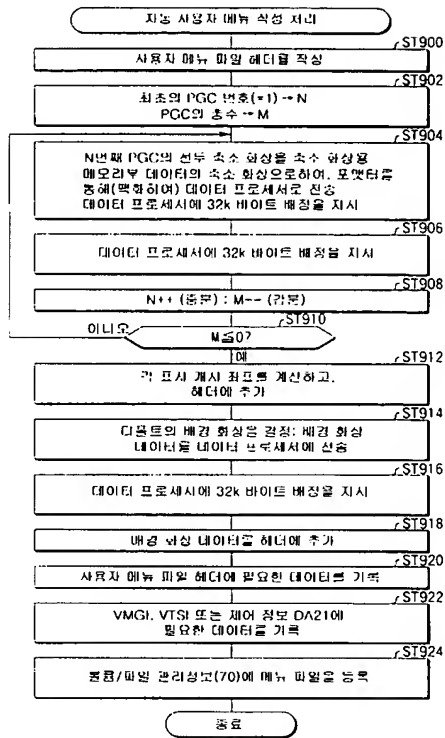 자동 사용자 메뉴 작성 처리
ST900
사용자 메뉴 파일 헤더를 작성
ST902
최초의 PGC 번호(=1) → N
PGC의 총수 → M
ST904
N번째 PGC의 선두 축소 화상을 축소 화상용
메모리부 데이터의 축소 화상으로하여, 포맷터를
통해(팩화하여) 데이터 프로세서로 전송
데이터 프로세서에 32k 바이트 배정을 지시
ST906
데이터 프로세서에 32k 바이트 배정을 지시
ST908
N++ (증분) : M-- (감분)
ST910
아니오
M≦0?
예
ST912
각 표시 개시 좌표를 계산하고,
헤더에 추가
ST914
디폴트의 배경 화상을 결정; 배경 화상
데이터를 데이터 프로세서에 전송
ST916
데이터 프로세서에 32k 바이트 배정을 지시
ST918
배경 화상 데이터를 헤더에 추가
ST920
사용자 메뉴 파일 헤더에 필요한 데이터를 기록
ST922
VMGI, VTSI 또는 제어 정보 DA21에
필요한 데이터를 기록
ST924
볼륨/파일 관리정보(70)에 메뉴 파일을 등록
종료